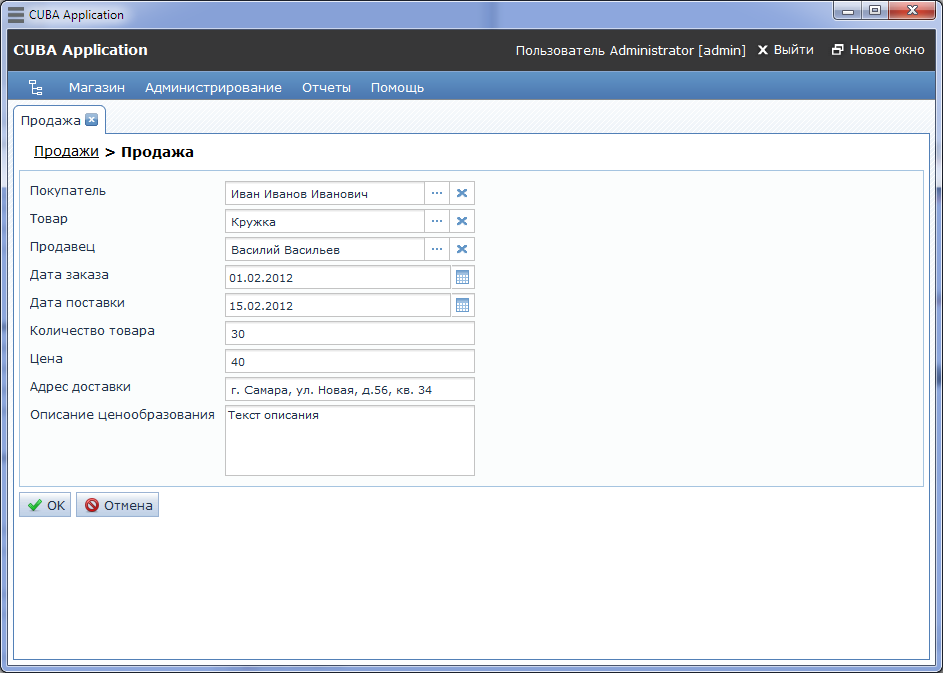 CUBA Application
CUBA Application Пользователь Administrator [admin] Выйти Новое окно
Магазин Администрирование Отчеты Помощь
Продажа
Продажи > Продажа
Покупатель Иван Иванов Иванович
Товар Кружка
Продавец Василий Васильев
Дата заказа 01.02.2012
Дата поставки 15.02.2012
Количество товара 30
Цена 40
Адрес доставки г. Самара, ул. Новая, д.56, кв. 34
Описание ценообразования Текст описания
OK Отмена